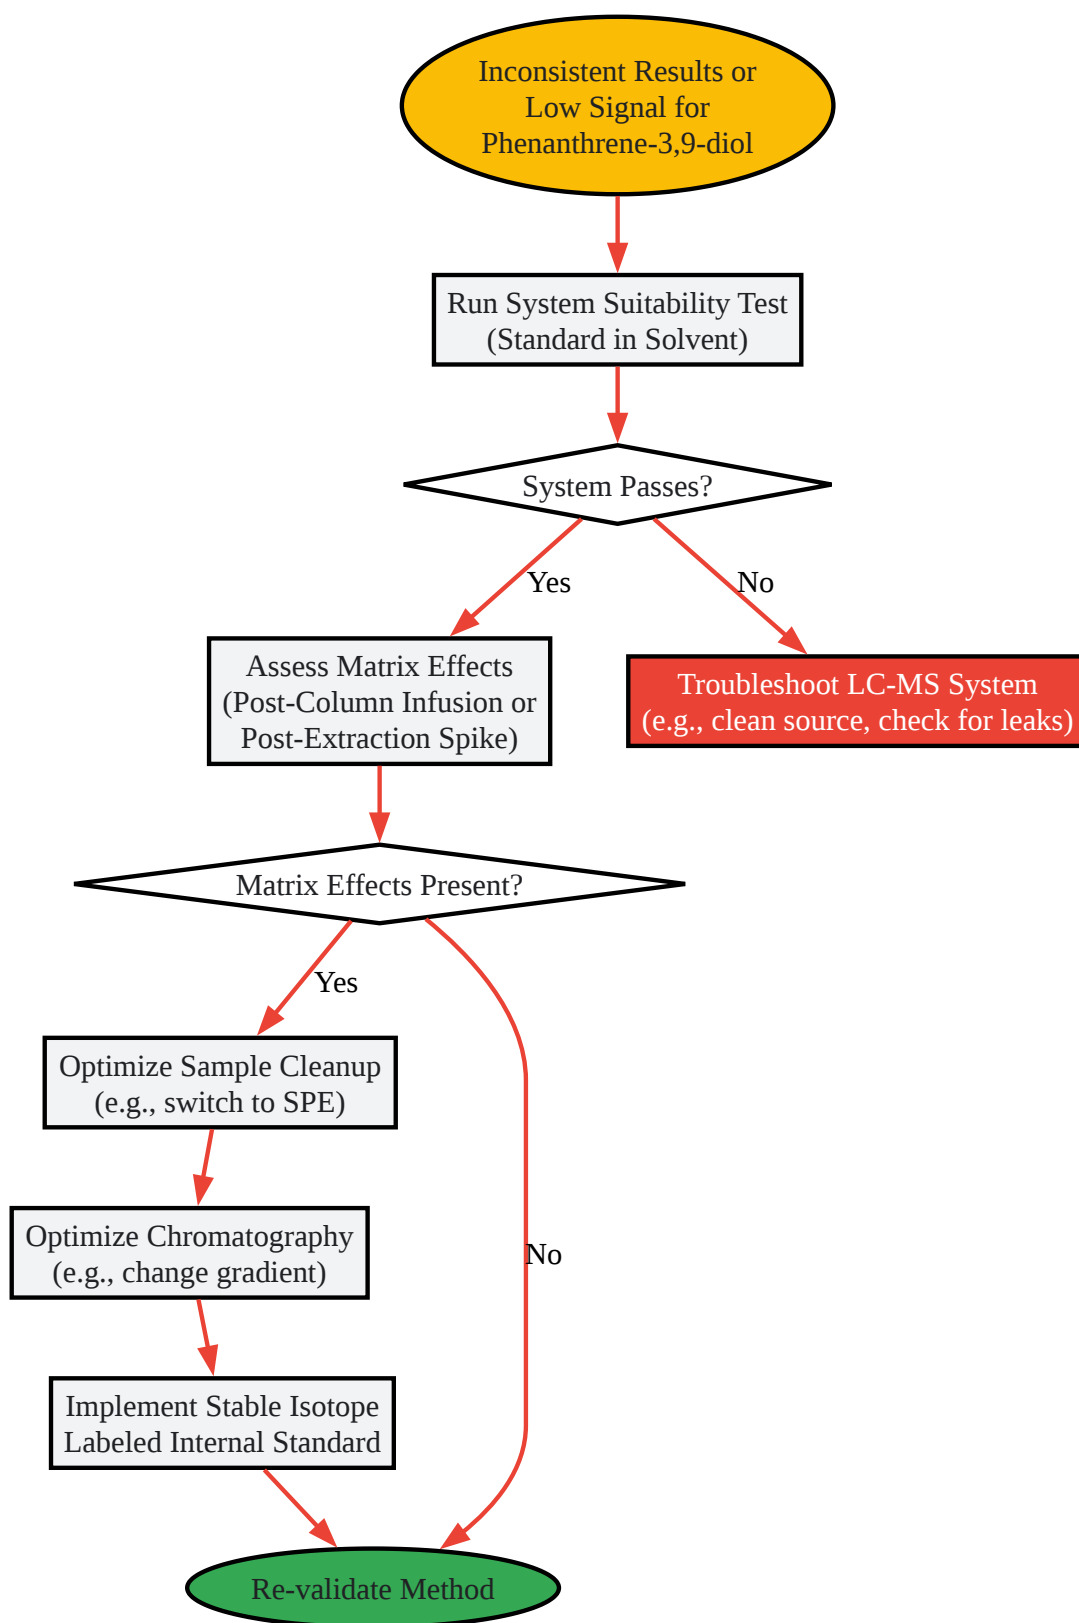 Inconsistent Results or
Low Signal for
Phenanthrene-3,9-diol
Run System Suitability Test
(Standard in Solvent)
System Passes?
Yes
No
Assess Matrix Effects
(Post-Column Infusion or
Post-Extraction Spike)
Troubleshoot LC-MS System
(e.g., clean source, check for leaks)
Matrix Effects Present?
Yes
Optimize Sample Cleanup
(e.g., switch to SPE)
Optimize Chromatography
(e.g., change gradient)
No
Implement Stable Isotope
Labeled Internal Standard
Re-validate Method